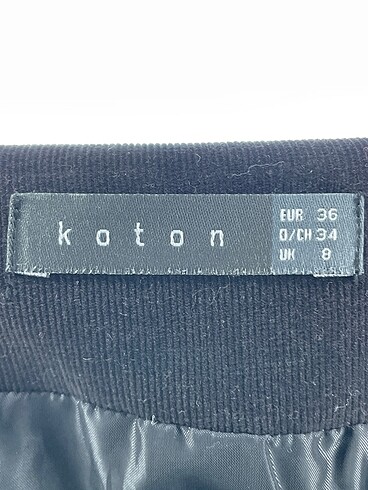 koton
EUR 36
D/CH 34
UK 8